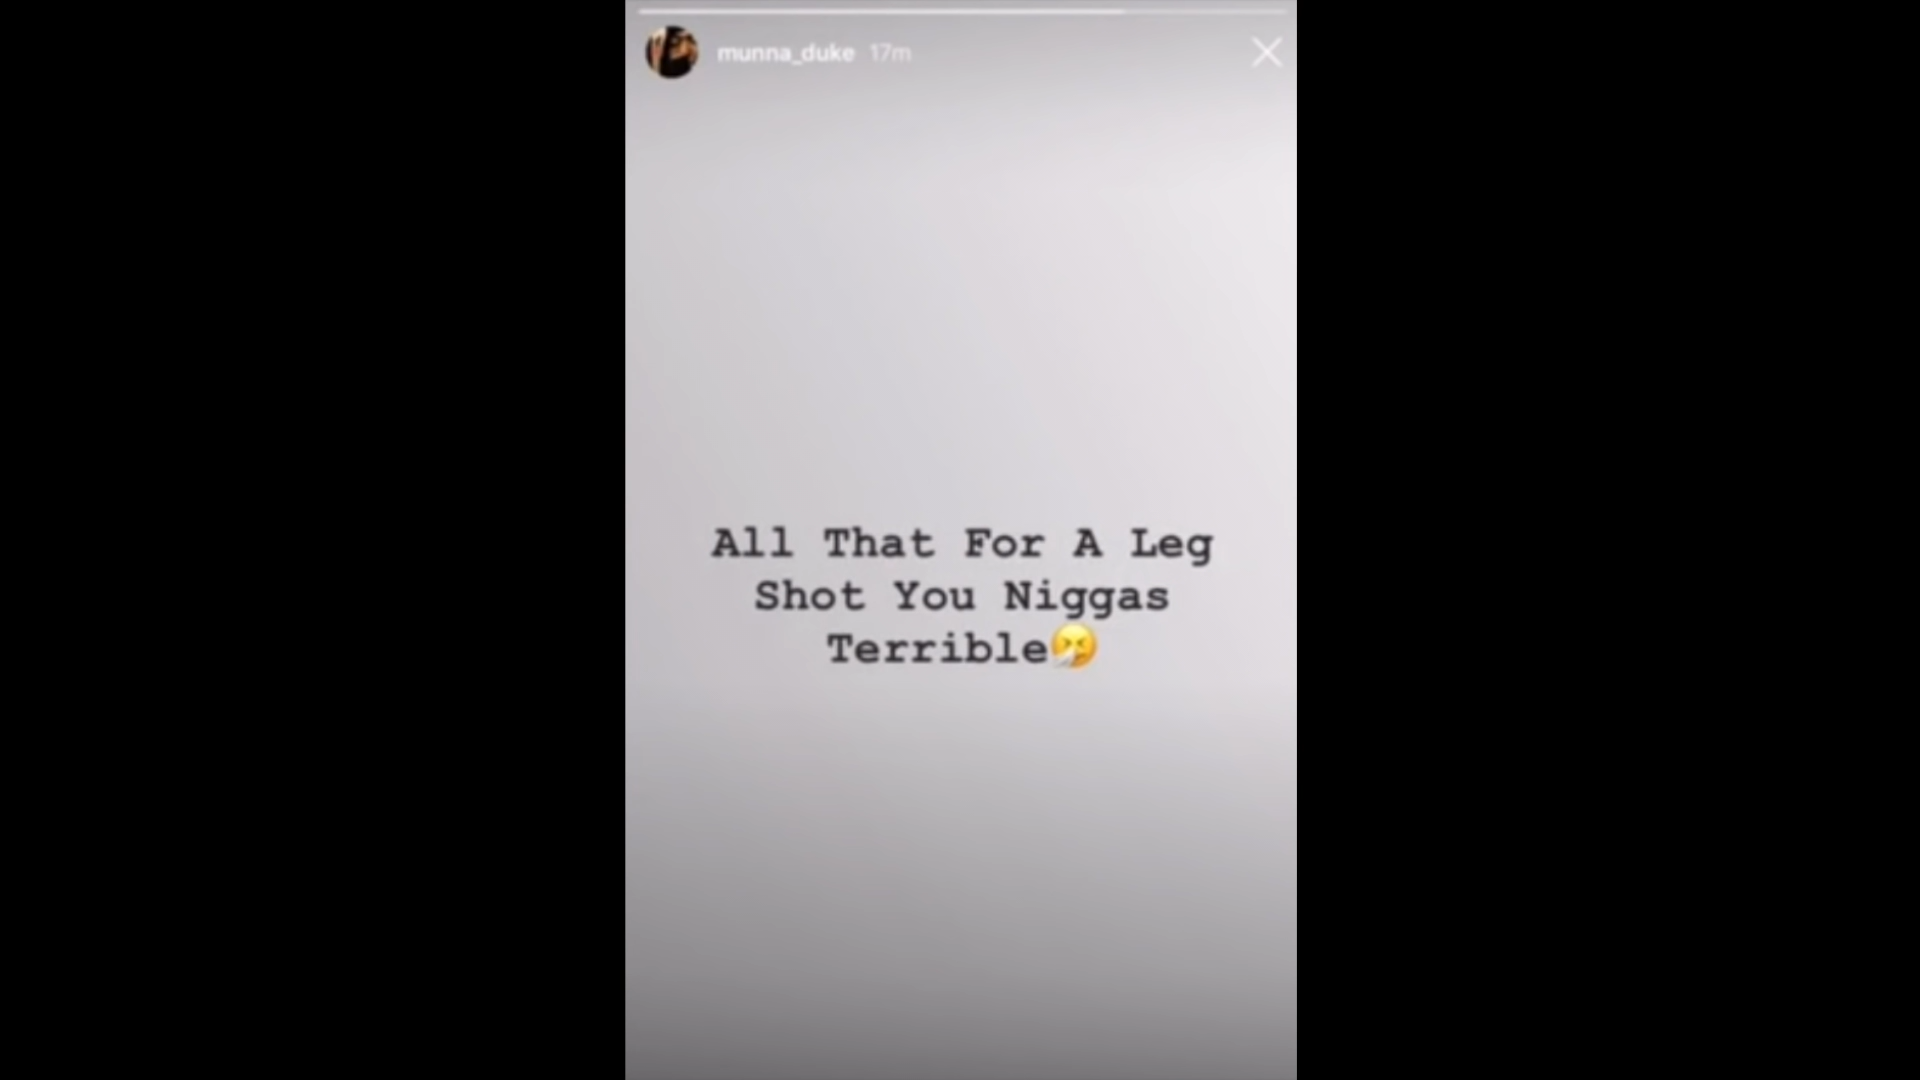 munna_duke 17m
All That For A Leg
Shot You Niggas
Terrible🤧